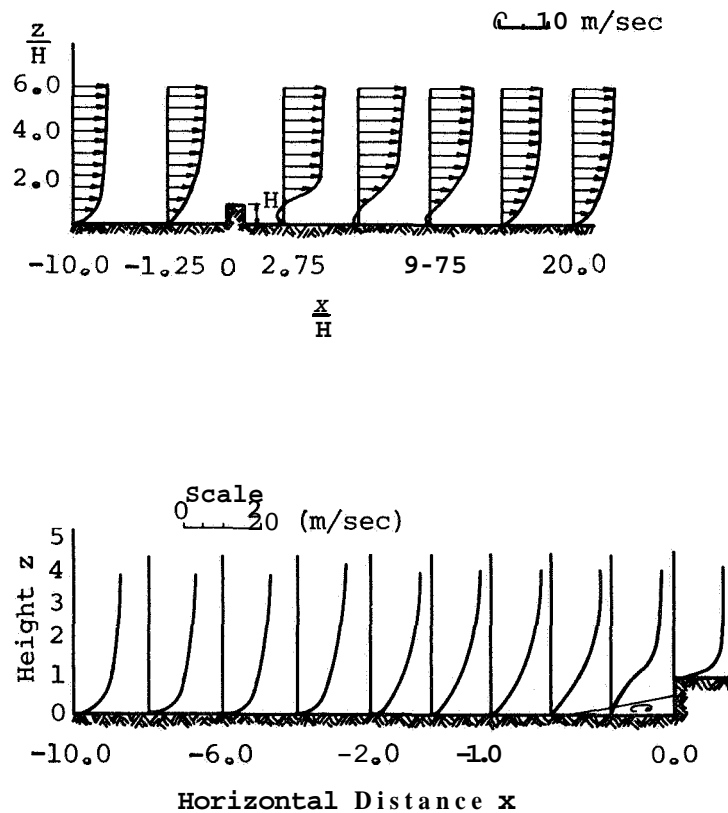 10 m/sec
z
H
6.0
4.0
2.0
H
-10.0 -1.25 0 2.75 9-75 20.0
x
H
Scale
0 20 (m/sec)
5
4
3
2
1
0
Height z
-10.0 -6.0 -2.0 -1.0 0.0
Horizontal Distance x